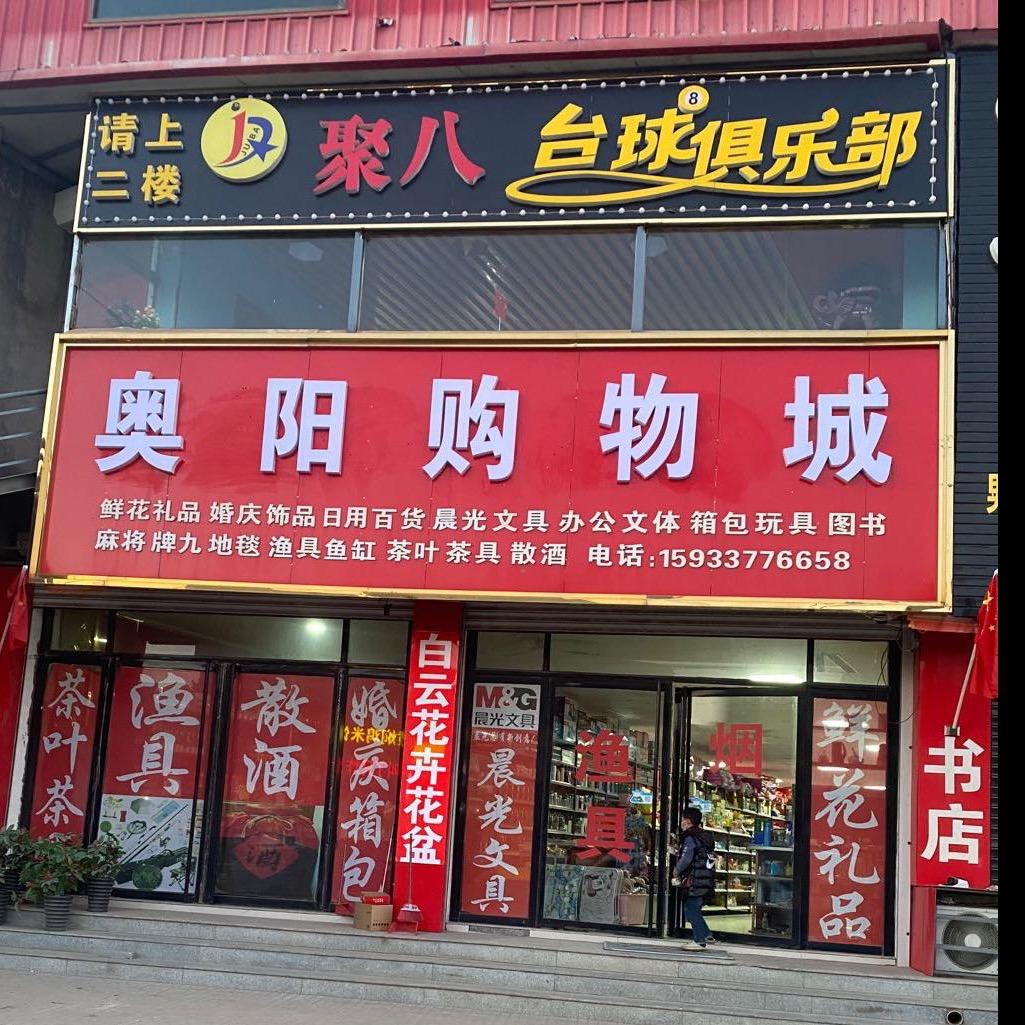 请上
二楼
JUBA
聚八
8
台球俱乐部
奥阳购物城
鲜花礼品 婚庆饰品 日用百货 晨光文具 办公文体 箱包玩具 图书
麻将牌九 地毯 渔具鱼缸 茶叶茶具 散酒 电话:15933776658
茶叶茶
渔具
散酒
酒
婚庆箱包
白云花卉花盆
M&G
晨光文具
晨光文具
渔具
烟
鲜花礼品
书店